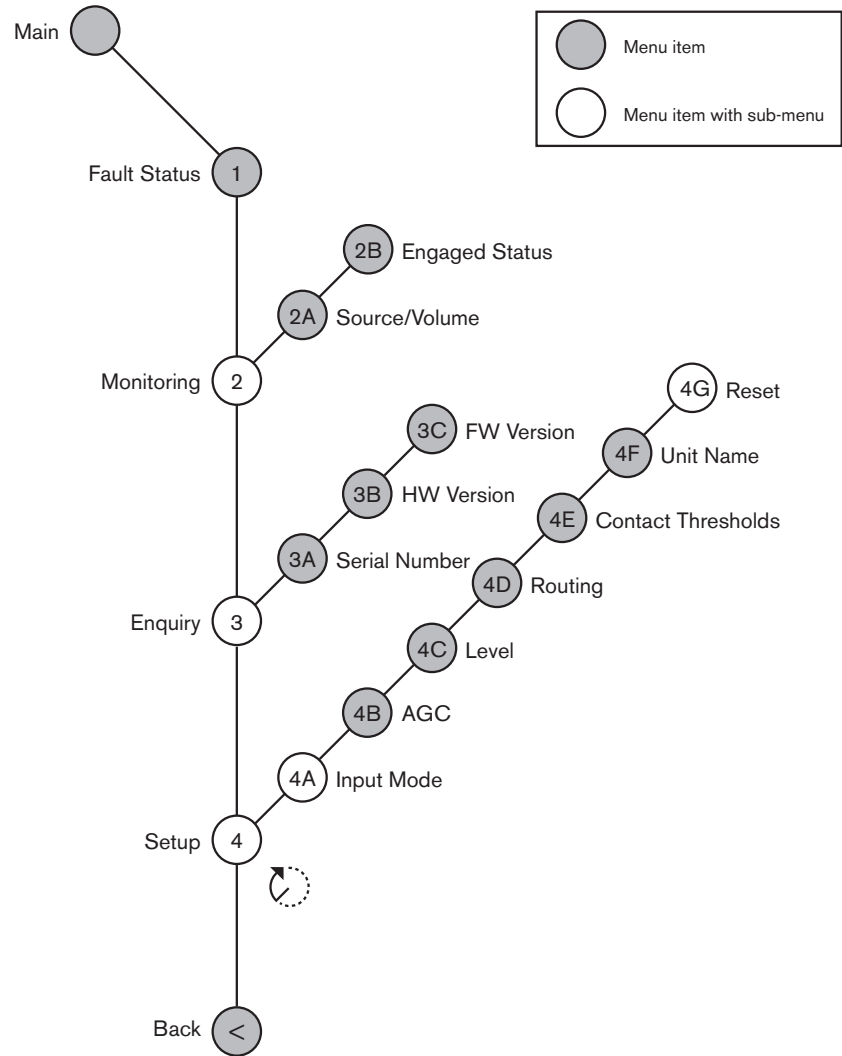 Main
Menu item
Menu item with sub-menu
Fault Status 1
2B Engaged Status
2A Source/Volume
Monitoring 2
4G Reset
3C FW Version
4F Unit Name
3B HW Version
4E Contact Thresholds
3A Serial Number
4D Routing
Enquiry 3
4C Level
4B AGC
4A Input Mode
Setup 4
Back <